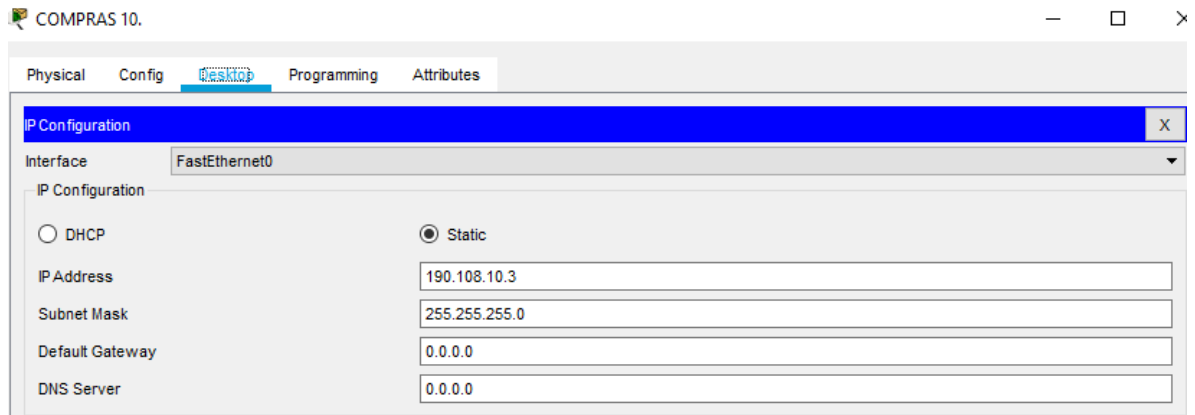 COMPRAS 10.
Physical Config Desktop Programming Attributes
IP Configuration X
Interface FastEthernet0
IP Configuration
DHCP Static
IP Address 190.108.10.3
Subnet Mask 255.255.255.0
Default Gateway 0.0.0.0
DNS Server 0.0.0.0